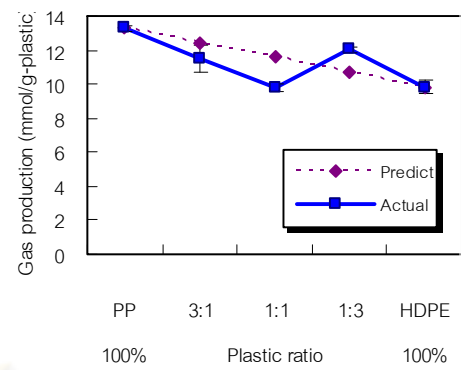 Gas production (mmol/g-plastic)
14
12
10
8
6
4
2
0
Predict
Actual
PP 3:1 1:1 1:3 HDPE
100% Plastic ratio 100%